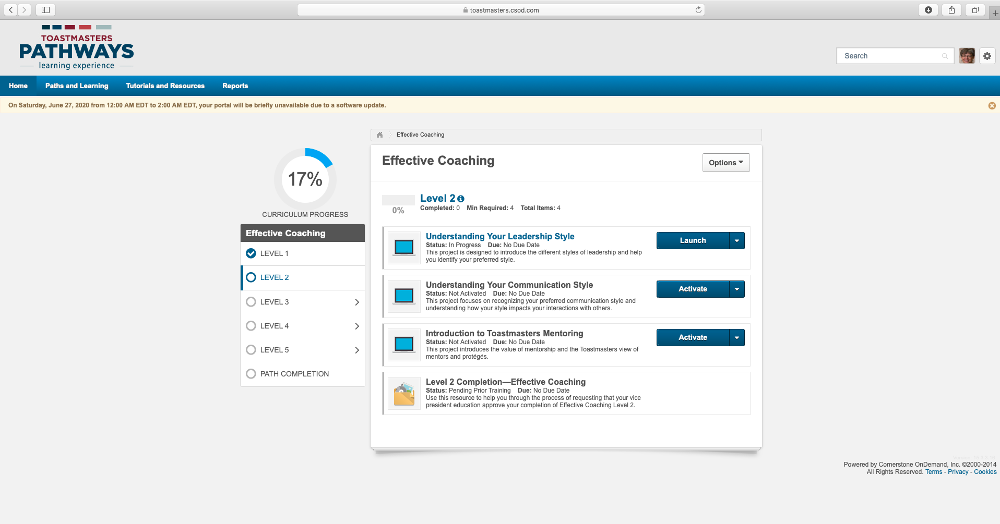 toastmasters.csod.com
TOASTMASTERS
PATHWAYS
learning experience
Search
Home
Paths and Learning
Tutorials and Resources
Reports
On Saturday, June 27, 2020 from 12:00 AM EDT to 2:00 AM EDT, your portal will be briefly unavailable due to a software update.
Effective Coaching
17%
CURRICULUM PROGRESS
Effective Coaching
LEVEL 1
LEVEL 2
LEVEL 3
LEVEL 4
LEVEL 5
PATH COMPLETION
Effective Coaching
Options
0%
Level 2
Completed: 0 Min Required: 4 Total Items: 4
Understanding Your Leadership Style
Status: In Progress Due: No Due Date
This project is designed to introduce the different styles of leadership and help
you identify your preferred style.
Launch
Understanding Your Communication Style
Status: Not Activated Due: No Due Date
This project focuses on recognizing your preferred communication style and
understanding how your style impacts your interactions with others.
Activate
Introduction to Toastmasters Mentoring
Status: Not Activated Due: No Due Date
This project introduces the value of mentorship and the Toastmasters view of
mentors and protégés.
Activate
Level 2 Completion—Effective Coaching
Status: Pending Prior Training Due: No Due Date
Use this resource to help you through the process of requesting that your vice
president education approve your completion of Effective Coaching Level 2.
Powered by Cornerstone OnDemand, Inc. ©2000-2014
All Rights Reserved. Terms - Privacy - Cookies